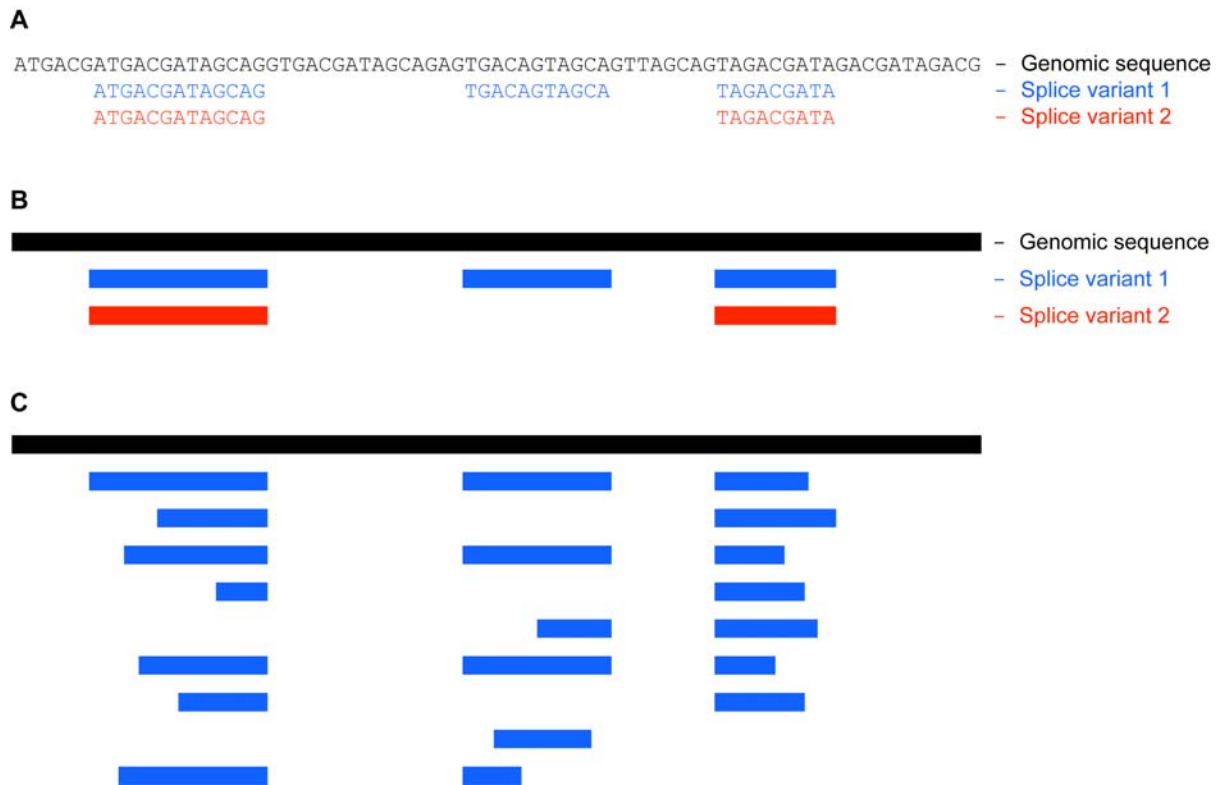 A
ATGACGATGACGATAGCAGGTGACGATAGCAGAGTGACAGTAGCAGTTAGCAGTAGACGATAGACGATAGACG – Genomic sequence
ATGACGATAGCAG TGACAGTAGCA TAGACGATA – Splice variant 1
ATGACGATAGCAG TAGACGATA – Splice variant 2
B
– Genomic sequence
– Splice variant 1
– Splice variant 2
C